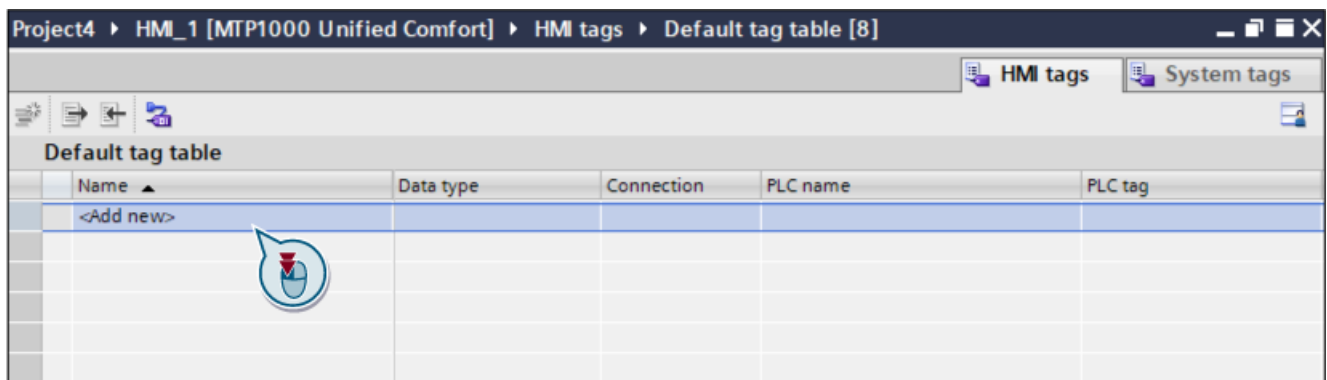 Project4 ▸ HMI_1 [MTP1000 Unified Comfort] ▸ HMI tags ▸ Default tag table [8]
HMI tags System tags
Default tag table
Name Data type Connection PLC name PLC tag
<Add new>